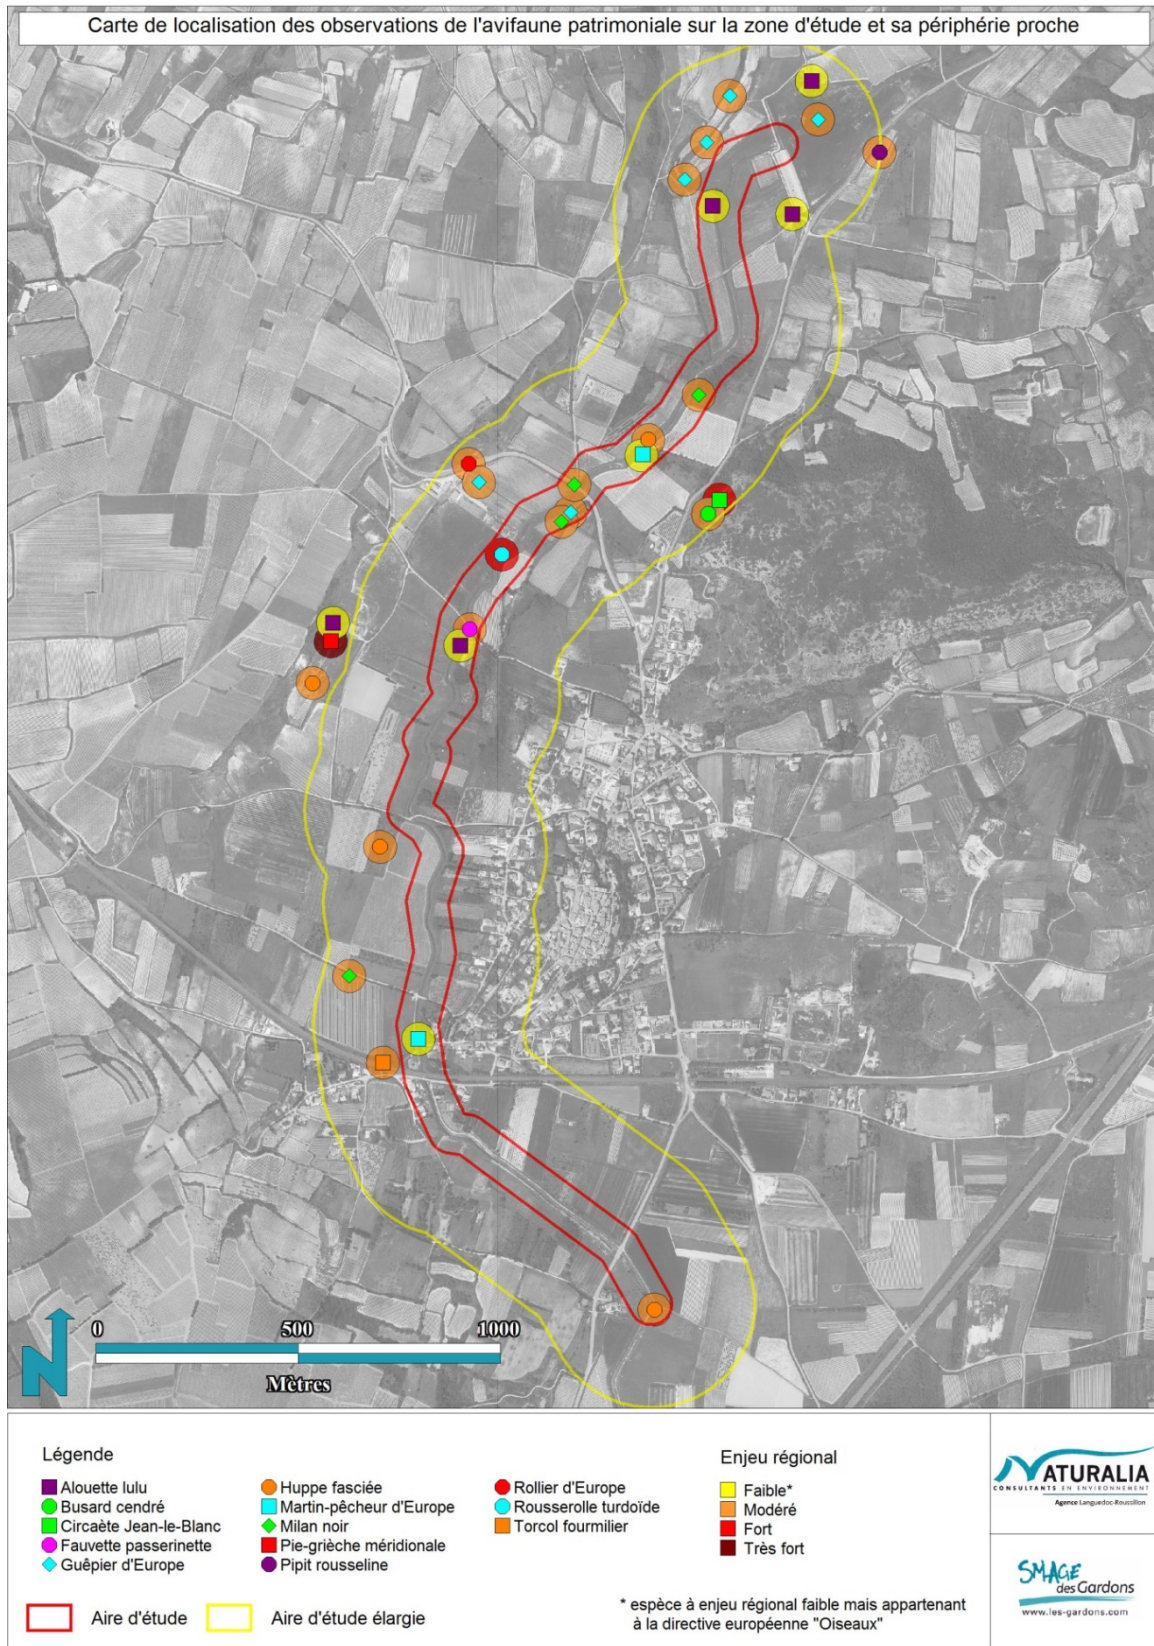 Carte de localisation des observations de l'avifaune patrimoniale sur la zone d'étude et sa périphérie proche
0 500 1000
Mètres
N
Légende
Alouette lulu
Busard cendré
Circaète Jean-le-Blanc
Fauvette passerinette
Guêpier d'Europe
Huppe fasciée
Martin-pêcheur d'Europe
Milan noir
Pie-grièche méridionale
Pipit rousseline
Rollier d'Europe
Rousserolle turdoïde
Torcol fourmilier
Enjeu régional
Faible*
Modéré
Fort
Très fort
Aire d'étude
Aire d'étude élargie
* espèce à enjeu régional faible mais appartenant
à la directive européenne "Oiseaux"
NATURALIA
CONSULTANTS EN ENVIRONNEMENT
Agence Languedoc-Roussillon
SMAGE
des Gardons
www.les-gardons.com